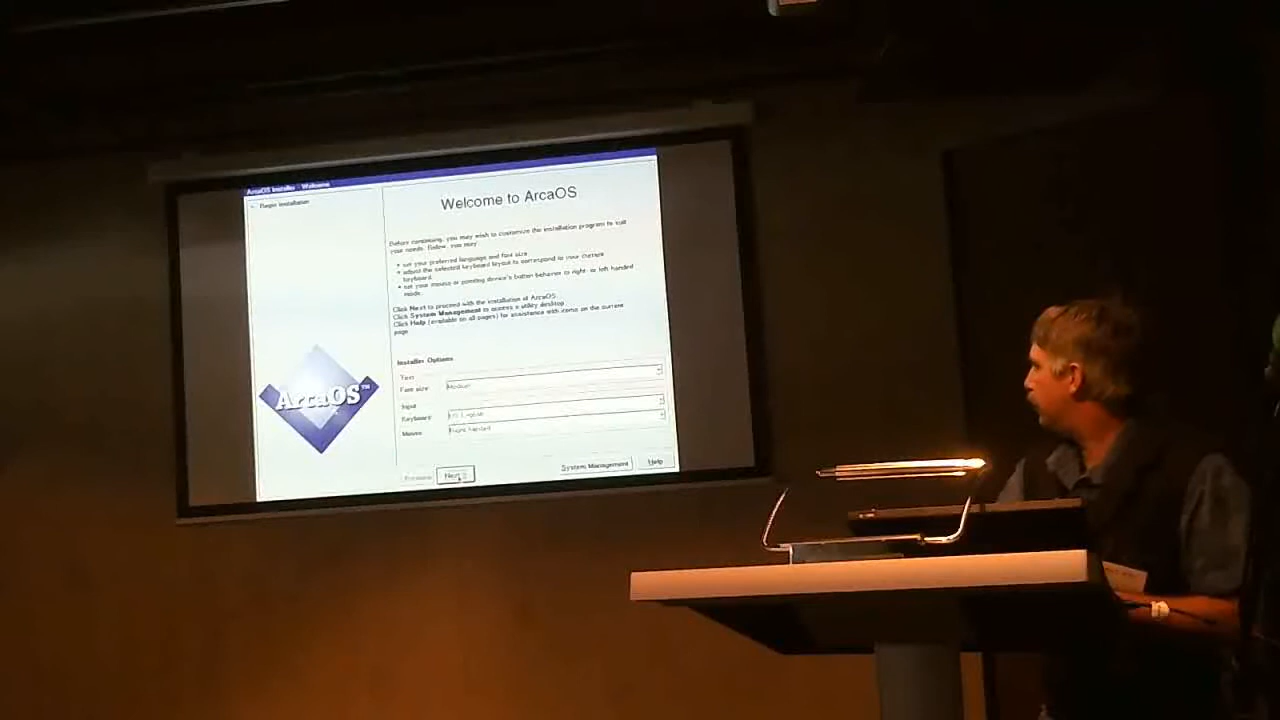 ArcaOS Installer - Welcome
Begin Installation
Welcome to ArcaOS
Before continuing, you may wish to customize the installation program to suit
your needs. Below, you may
• set your preferred language and font size
• adjust the selected keyboard layout to correspond to your current
keyboard.
• set your mouse or pointing device's button behavior to right- or left-handed
mode.
Click Next to proceed with the installation of ArcaOS.
Click System Management to access a utility desktop.
Click Help (available on all pages) for assistance with items on the current
page.
Installer Options
Text
Font size: Medium
Input
Keyboard:
Mouse: Right handed
ArcaOS™
Previous Next System Management Help